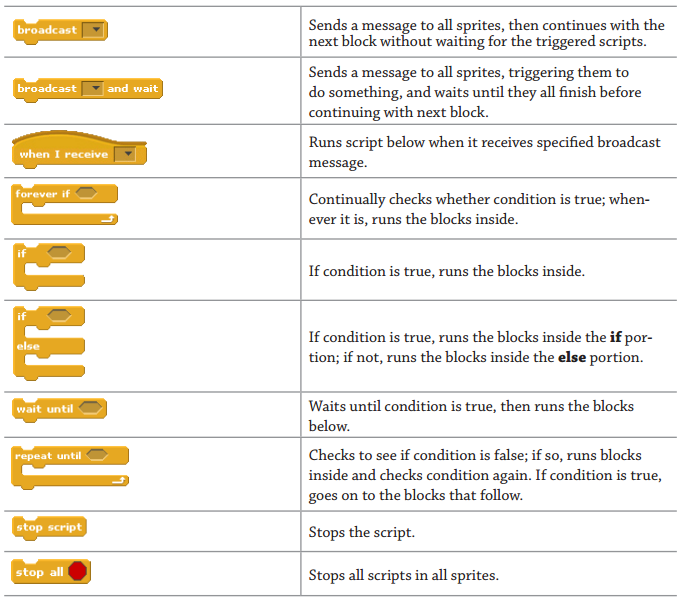 broadcast
Sends a message to all sprites, then continues with the
next block without waiting for the triggered scripts.
broadcast and wait
Sends a message to all sprites, triggering them to
do something, and waits until they all finish before
continuing with next block.
when I receive
Runs script below when it receives specified broadcast
message.
forever if
Continually checks whether condition is true; when-
ever it is, runs the blocks inside.
if
If condition is true, runs the blocks inside.
if
else
If condition is true, runs the blocks inside the if por-
tion; if not, runs the blocks inside the else portion.
wait until
Waits until condition is true, then runs the blocks
below.
repeat until
Checks to see if condition is false; if so, runs blocks
inside and checks condition again. If condition is true,
goes on to the blocks that follow.
stop script
Stops the script.
stop all
Stops all scripts in all sprites.